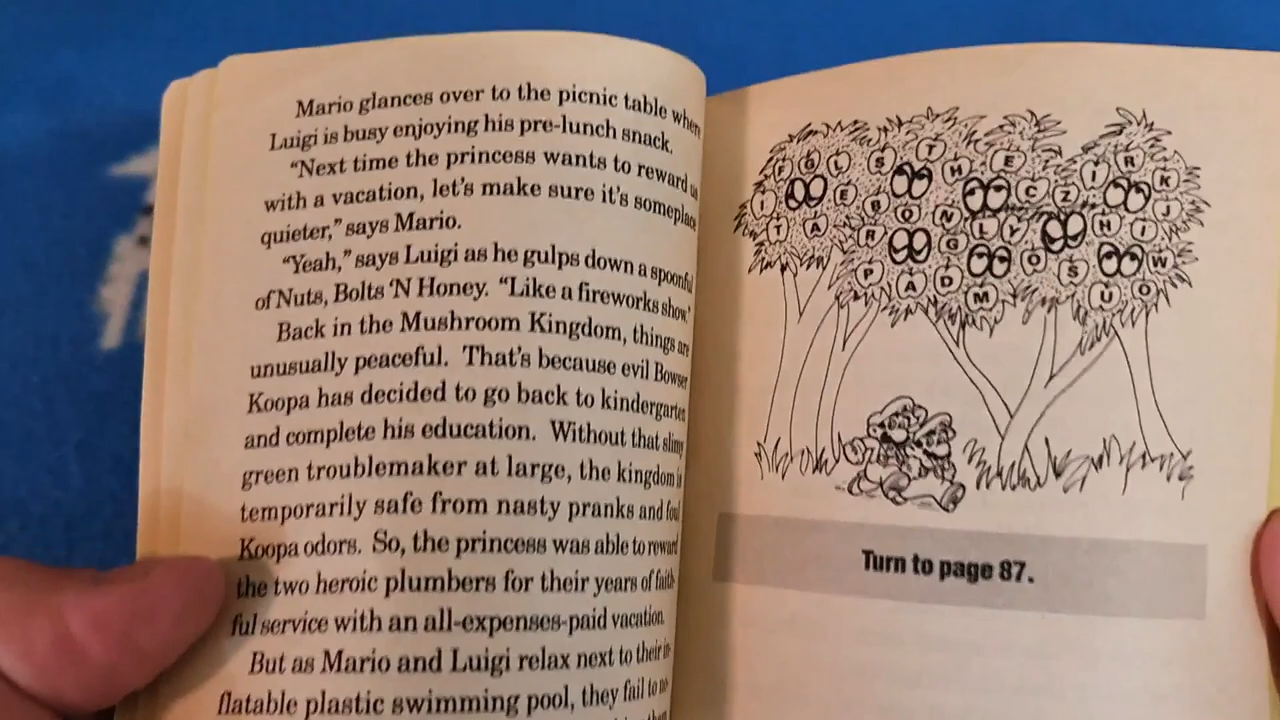 Mario glances over to the picnic table where
Luigi is busy enjoying his pre-lunch snack.
“Next time the princess wants to reward us
with a vacation, let’s make sure it’s someplace
quieter,” says Mario.
“Yeah,” says Luigi as he gulps down a spoonful
of Nuts, Bolts ‘N Honey. “Like a fireworks show.”
Back in the Mushroom Kingdom, things are
unusually peaceful. That’s because evil Bowser
Koopa has decided to go back to kindergarten
and complete his education. Without that slimy
green troublemaker at large, the kingdom is
temporarily safe from nasty pranks and foul
Koopa odors. So, the princess was able to reward
the two heroic plumbers for their years of faith-
ful service with an all-expenses-paid vacation.
But as Mario and Luigi relax next to their in-
flatable plastic swimming pool, they fail to no-
than
F L S T H E I R K
I E B Q N C Z J
T A R G L Y O H I W
P A D M S U O
Turn to page 87.